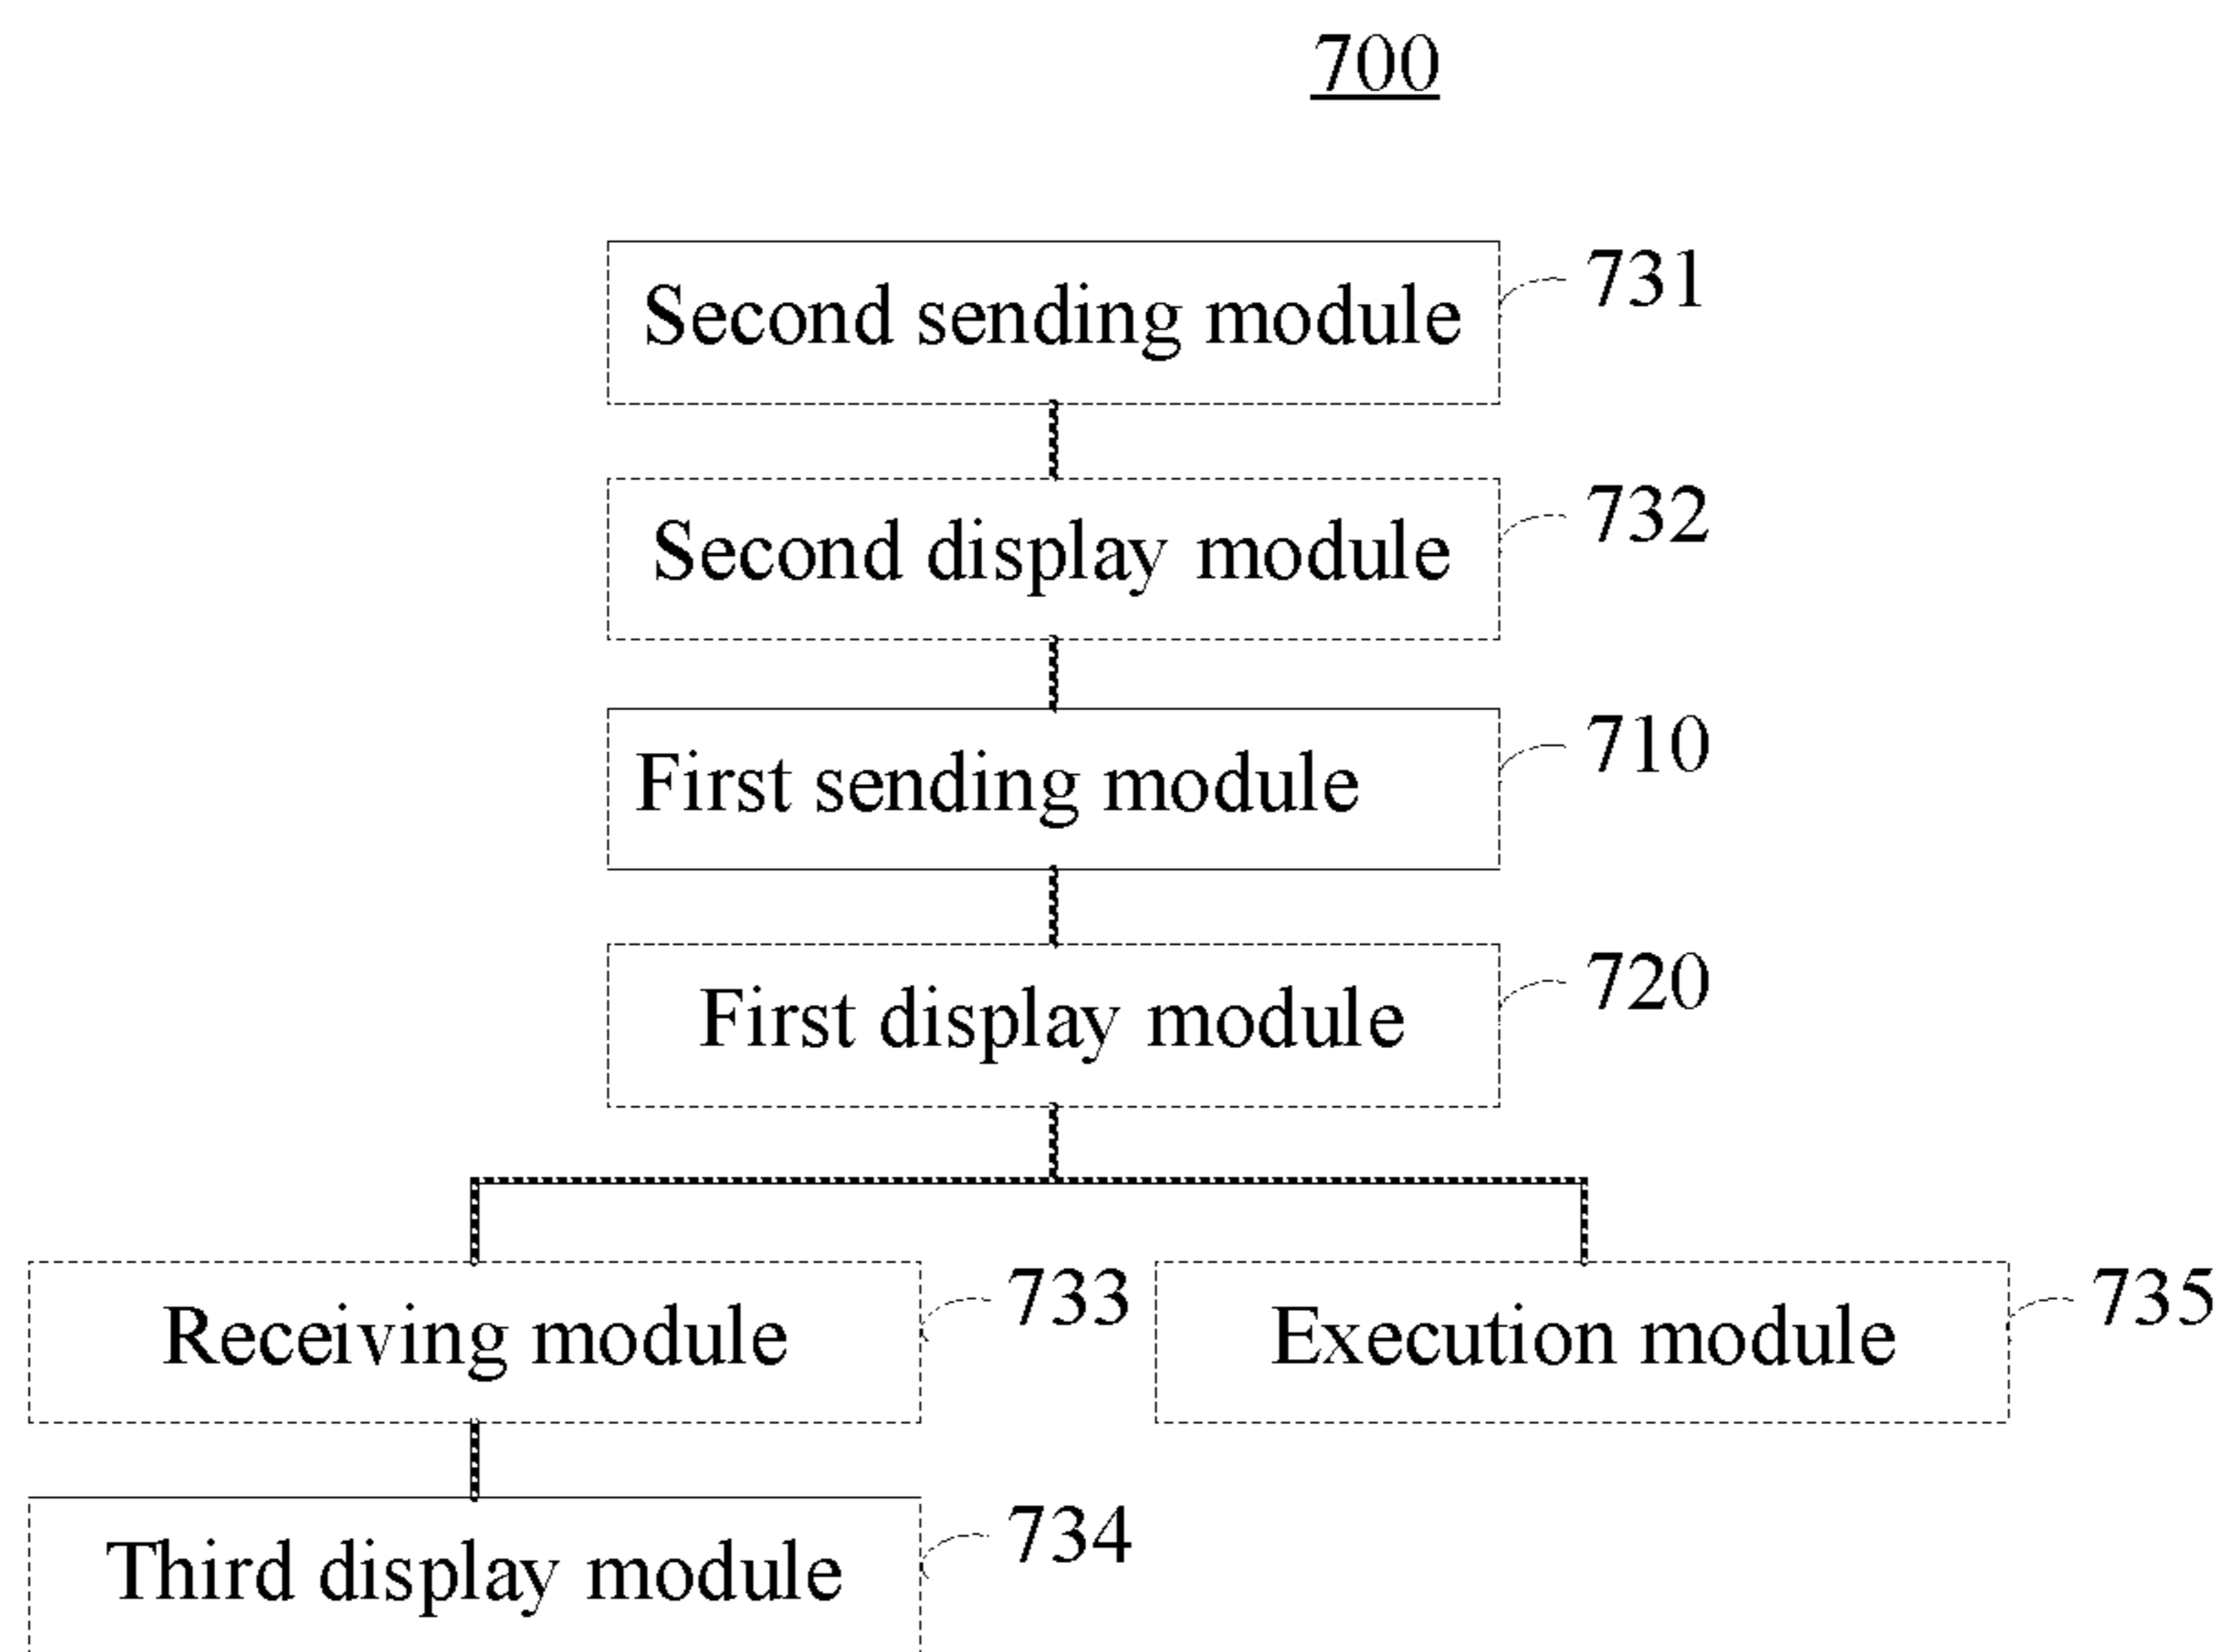 700
Second sending module 731
Second display module 732
First sending module 710
First display module 720
Receiving module 733 Execution module 735
Third display module 734